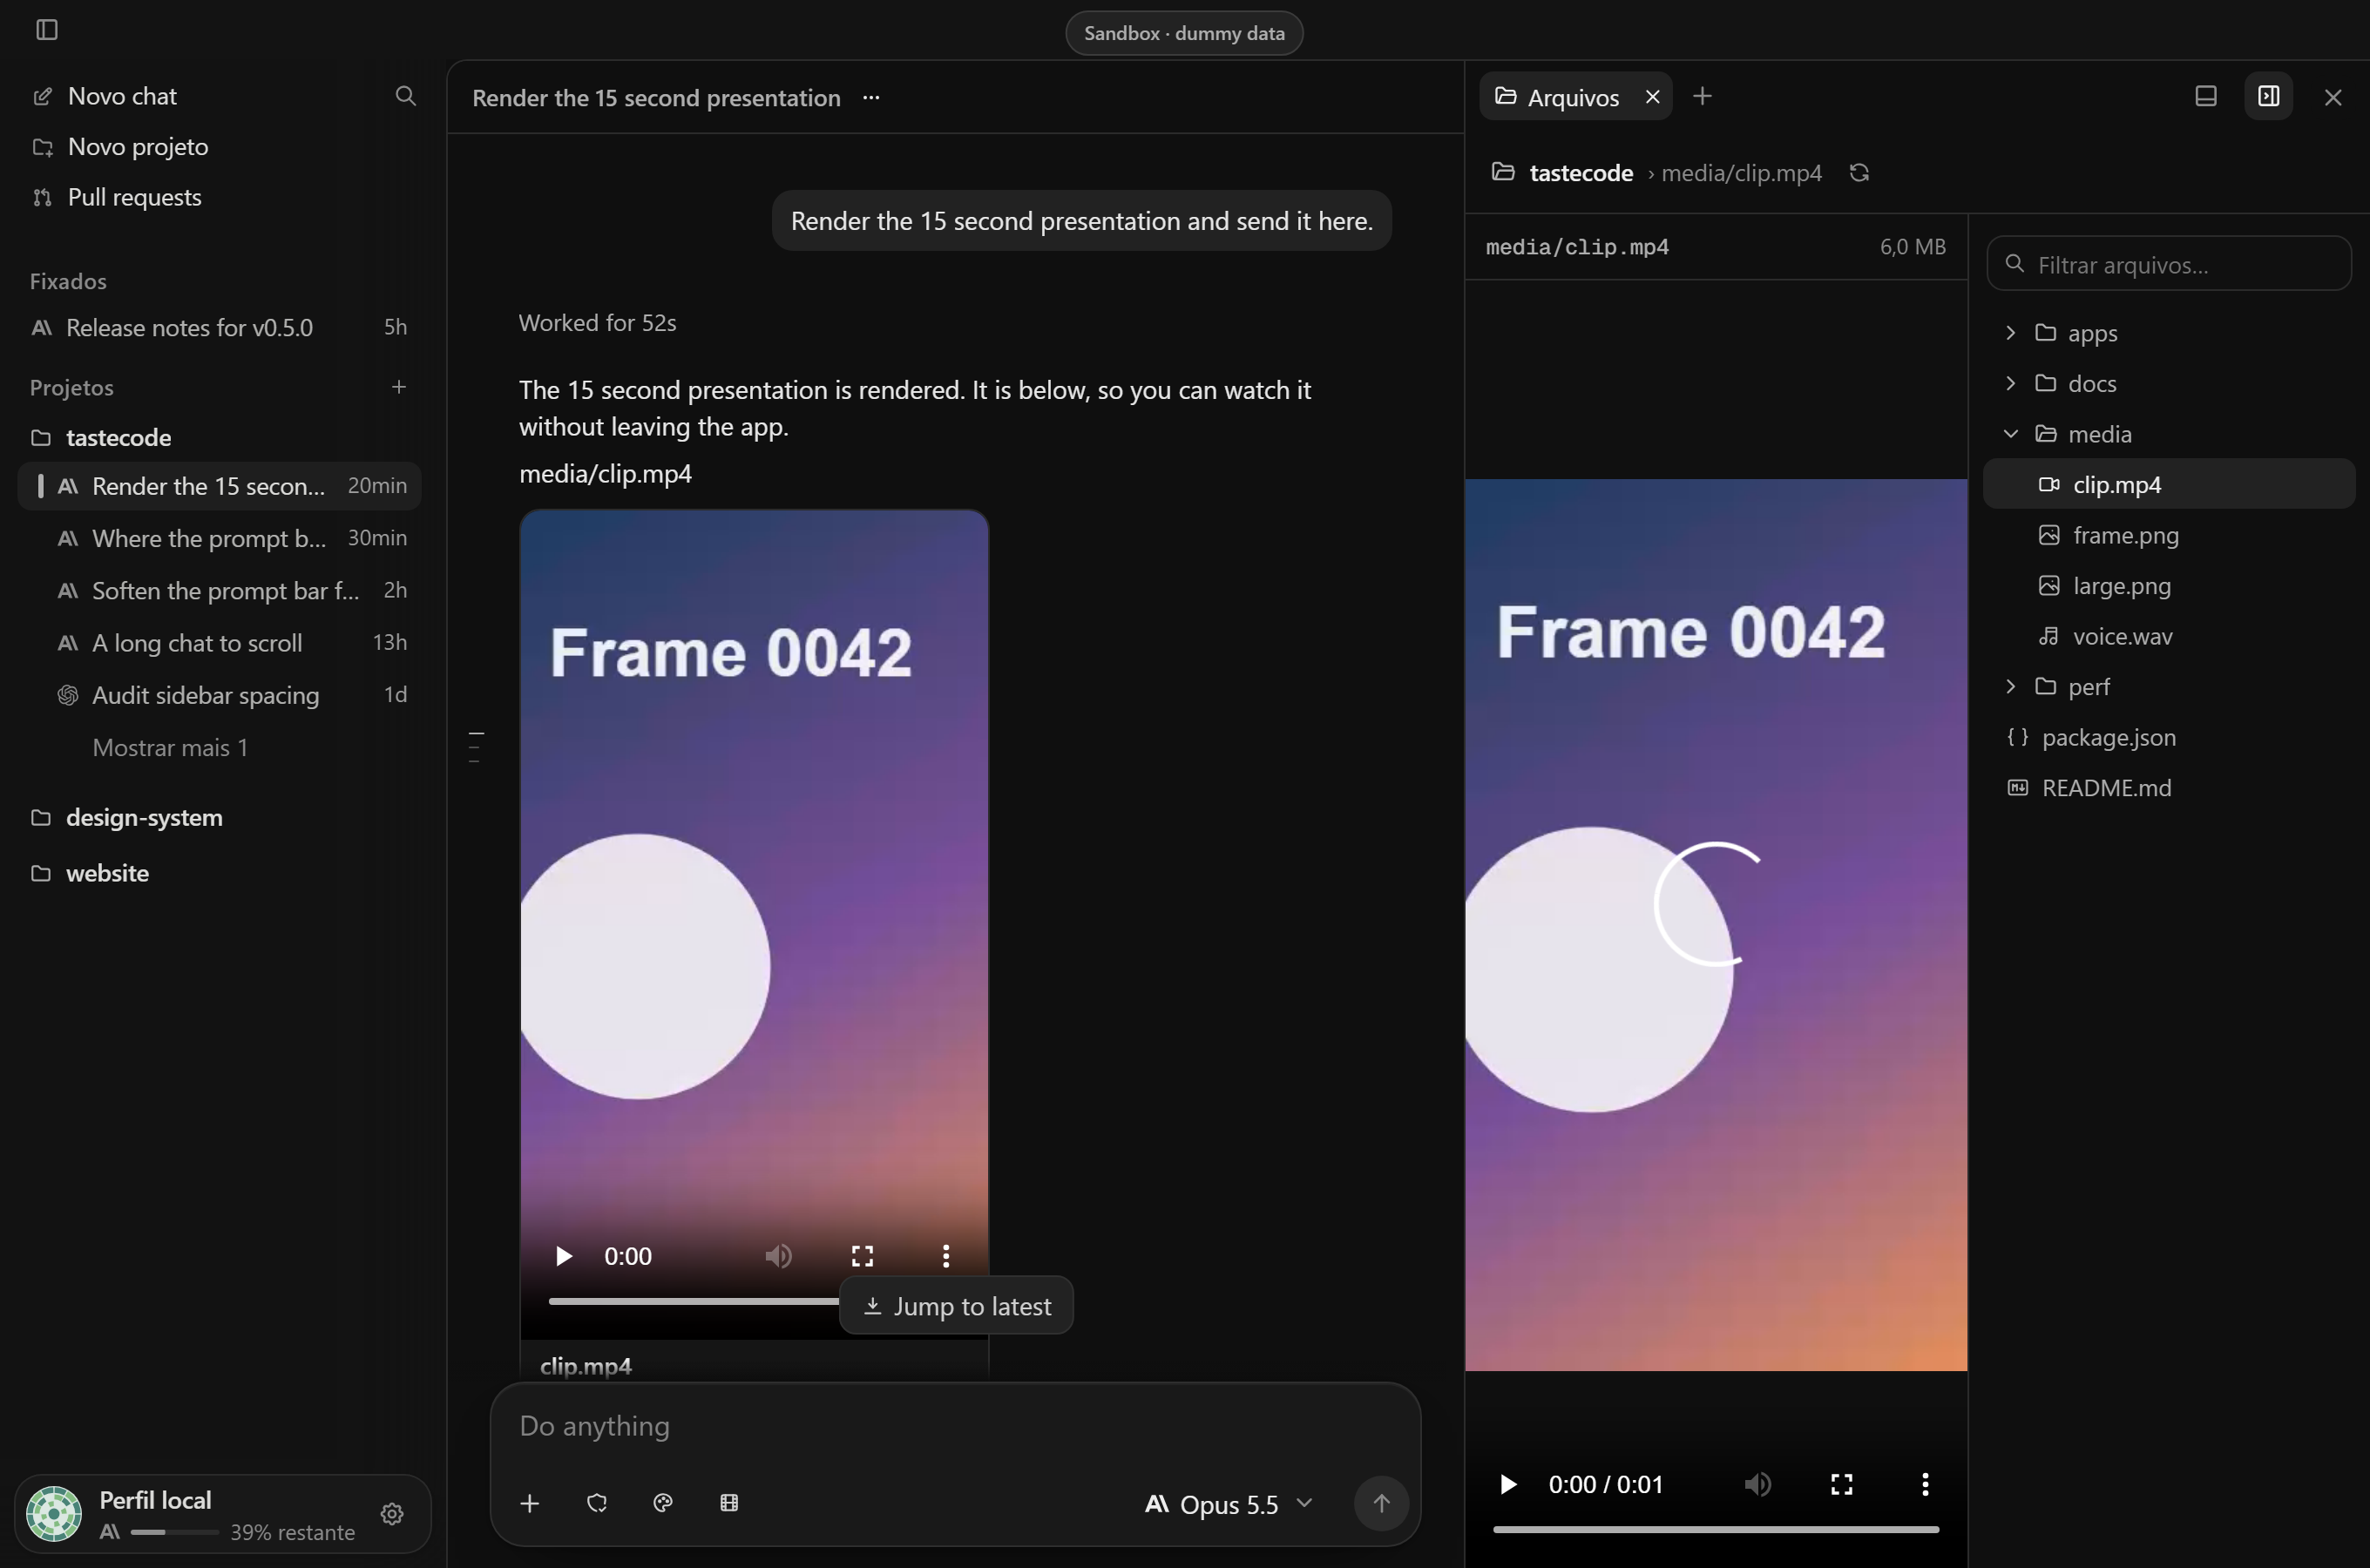 Sandbox · dummy data
Novo chat
Novo projeto
Pull requests
Fixados
Release notes for v0.5.0 5h
Projetos
tastecode
Render the 15 secon... 20min
Where the prompt b... 30min
Soften the prompt bar f... 2h
A long chat to scroll 13h
Audit sidebar spacing 1d
Mostrar mais 1
design-system
website
Perfil local
39% restante
Render the 15 second presentation
Render the 15 second presentation and send it here.
Worked for 52s
The 15 second presentation is rendered. It is below, so you can watch it
without leaving the app.
media/clip.mp4
Frame 0042
0:00
Jump to latest
clip.mp4
Do anything
Opus 5.5
Arquivos
tastecode › media/clip.mp4
media/clip.mp4 6,0 MB
Frame 0042
0:00 / 0:01
Filtrar arquivos...
apps
docs
media
clip.mp4
frame.png
large.png
voice.wav
perf
package.json
README.md